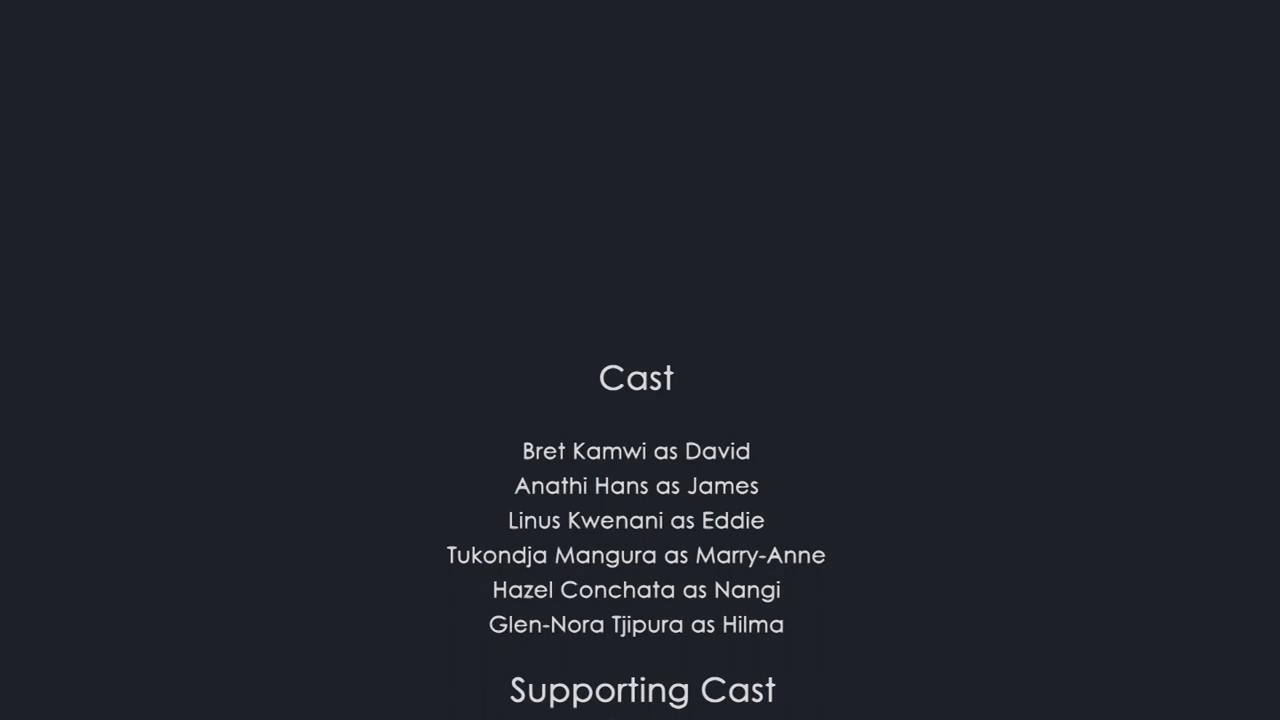 Cast
Bret Kamwi as David
Anathi Hans as James
Linus Kwenani as Eddie
Tukondja Mangura as Marry-Anne
Hazel Conchata as Nangi
Glen-Nora Tjipura as Hilma
Supporting Cast